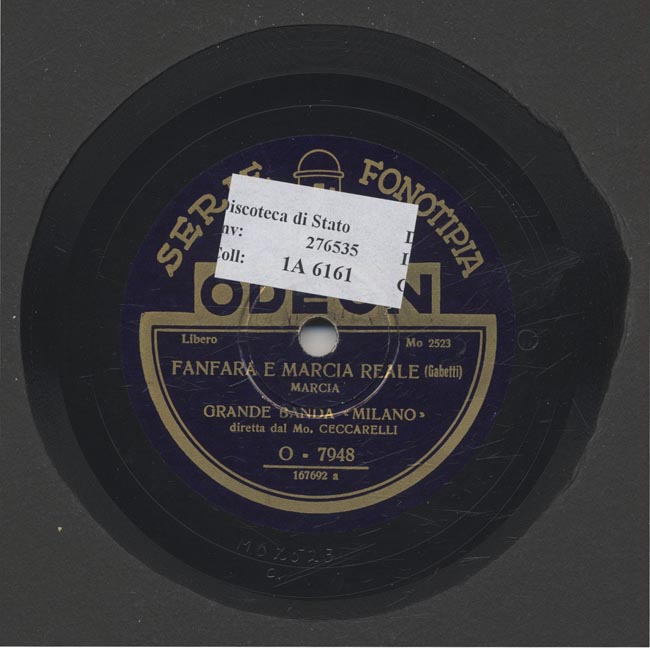 SERIE FONOTIPIA
iscoteca di Stato
nv: 276535
oll: 1A 6161
ODEON
Libero Mo 2523
FANFARA E MARCIA REALE (Gabetti)
MARCIA
GRANDE BANDA «MILANO»
diretta dal Mo. CECCARELLI
O - 7948
167692 a
MO2523
c.